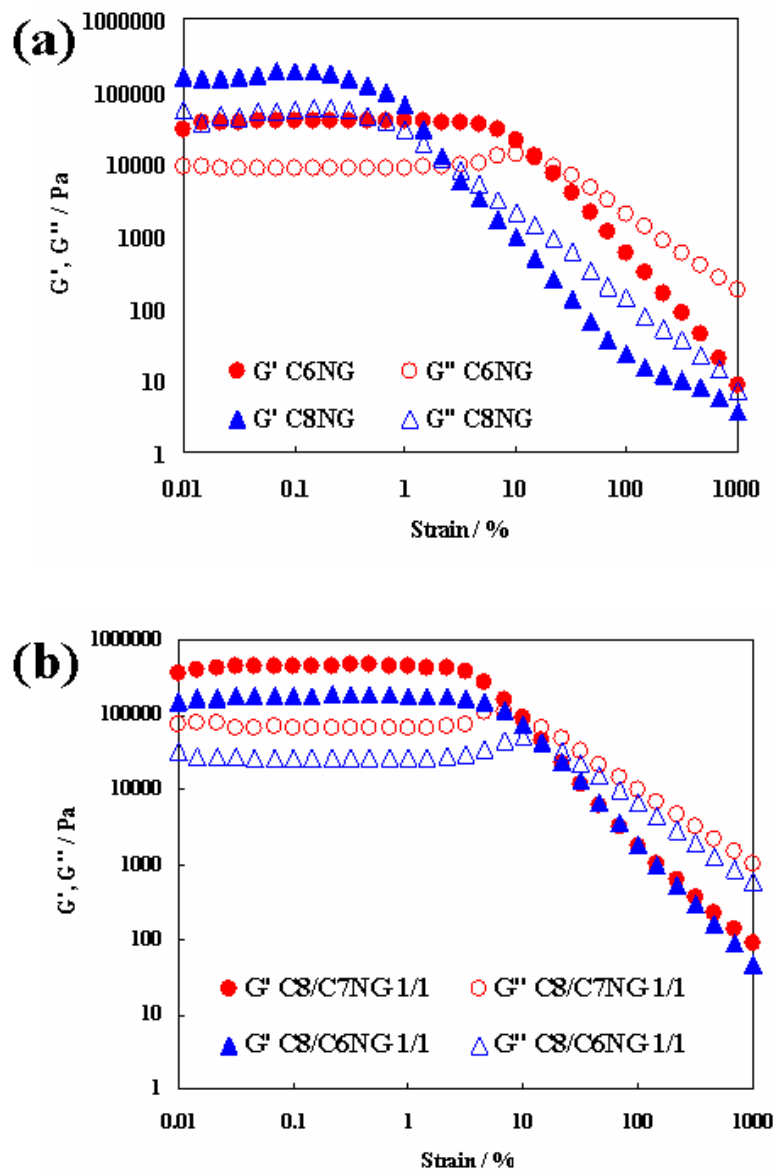 (a)
1000000
100000
10000
1000
100
10
1
G', G'' / Pa
G' C6NG
G'' C6NG
G' C8NG
G'' C8NG
0.01 0.1 1 10 100 1000
Strain / %
(b)
1000000
100000
10000
1000
100
10
1
G', G'' / Pa
G' C8/C7NG 1/1
G'' C8/C7NG 1/1
G' C8/C6NG 1/1
G'' C8/C6NG 1/1
0.01 0.1 1 10 100 1000
Strain / %